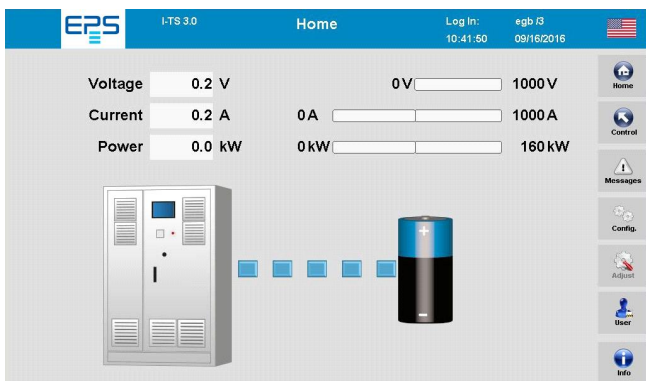 EPS
I-TS 3.0
Home
Log In: egb /3
10:41:50 09/16/2016
Voltage 0.2 V 0 V 1000 V
Current 0.2 A 0 A 1000 A
Power 0.0 kW 0 kW 160 kW
+
-
Home
Control
Messages
Config.
Adjust
User
Info